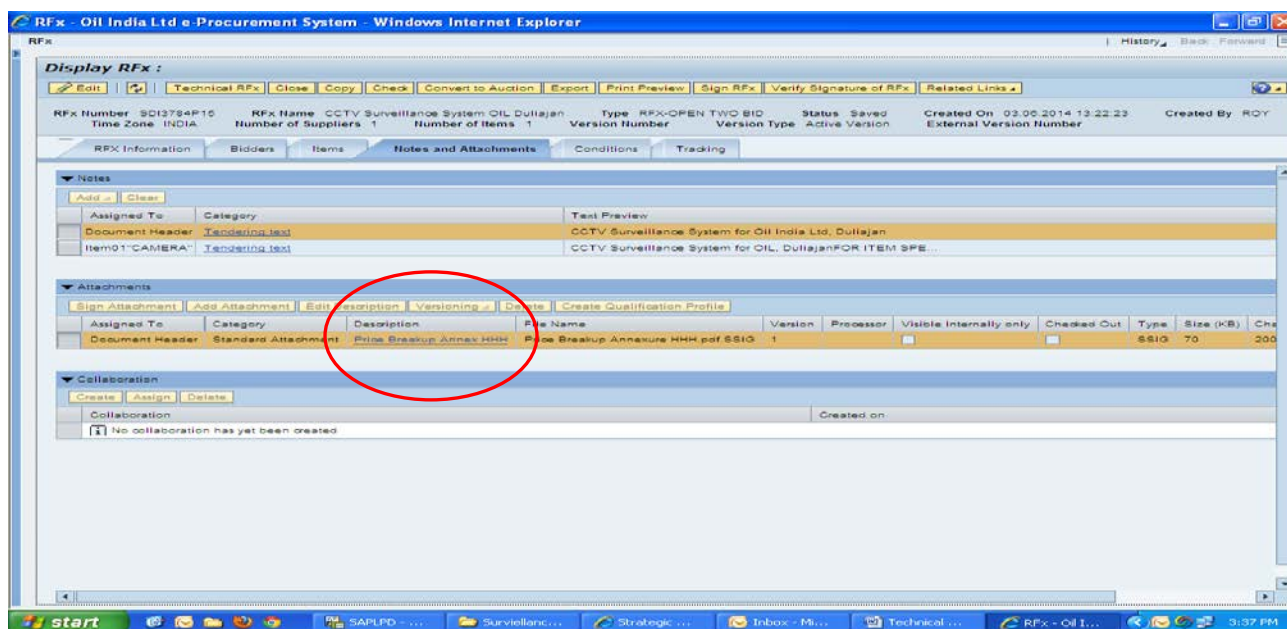 RFx - Oil India Ltd e-Procurement System - Windows Internet Explorer
RFx History Back Forward
Display RFx :
Edit Technical RFx Close Copy Check Convert to Auction Export Print Preview Sign RFx Verify Signature of RFx Related Links
RFx Number SDI3784P15 RFx Name CCTV Surveillance System OIL Duliajan Type RFX-OPEN TWO BID Status Saved Created On 03.06.2014 13:22:23 Created By ROY
Time Zone INDIA Number of Suppliers 1 Number of Items 1 Version Number Version Type Active Version External Version Number
RFX Information Bidders Items Notes and Attachments Conditions Tracking
Notes
Add Clear
Assigned To Category Text Preview
Document Header Tendering text CCTV Surveillance System for Oil India Ltd, Duliajan
Item01"CAMERA" Tendering text CCTV Surveillance System for OIL, DuliajanFOR ITEM SPE...
Attachments
Sign Attachment Add Attachment Edit Description Versioning Delete Create Qualification Profile
Assigned To Category Description File Name Version Processor Visible Internally only Checked Out Type Size (KB) Cha
Document Header Standard Attachment Price Breakup Annex HHH Price Breakup Annexure HHH.pdf.SSIG 1 SSIG 70 200
Collaboration
Create Assign Delete
Collaboration Created on
No collaboration has yet been created
start SAPLPD - ... Surviellanc... Strategic ... Inbox - Mi... Technical ... RFx - Oil I... 3:37 PM